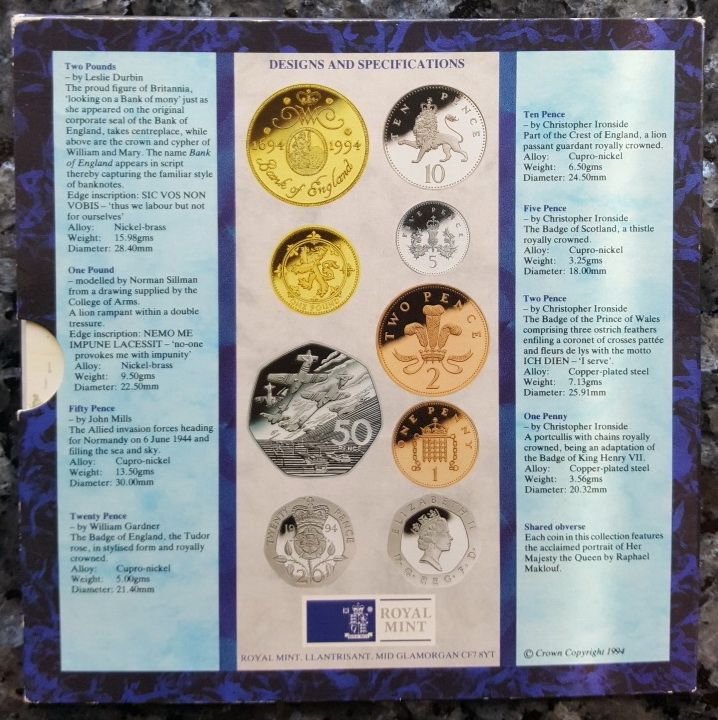 Two Pounds
– by Leslie Durbin
The proud figure of Britannia,
'looking on a Bank of mony' just as
she appeared on the original
corporate seal of the Bank of
England, takes centreplace, while
above are the crown and cypher of
William and Mary. The name Bank
of England appears in script
thereby capturing the familiar style
of banknotes.
Edge inscription: SIC VOS NON
VOBIS – 'thus we labour but not
for ourselves'
Alloy: Nickel-brass
Weight: 15.98gms
Diameter: 28.40mm
One Pound
– modelled by Norman Sillman
from a drawing supplied by the
College of Arms.
A lion rampant within a double
tressure.
Edge inscription: NEMO ME
IMPUNE LACESSIT – 'no-one
provokes me with impunity'
Alloy: Nickel-brass
Weight: 9.50gms
Diameter: 22.50mm
Fifty Pence
– by John Mills
The Allied invasion forces heading
for Normandy on 6 June 1944 and
filling the sea and sky.
Alloy: Cupro-nickel
Weight: 13.50gms
Diameter: 30.00mm
Twenty Pence
– by William Gardner
The Badge of England, the Tudor
rose, in stylised form and royally
crowned.
Alloy: Cupro-nickel
Weight: 5.00gms
Diameter: 21.40mm
DESIGNS AND SPECIFICATIONS
1694 1994
Bank of England
TEN PENCE
10
FIVE PENCE
5
ONE POUND
TWO PENCE
2
50
PENCE
ONE PENNY
1
TWENTY PENCE
1994
20
ELIZABETH II
D·G·REG·F·D·
ROYAL
MINT
ROYAL MINT, LLANTRISANT, MID GLAMORGAN CF7 8YT
Ten Pence
– by Christopher Ironside
Part of the Crest of England, a lion
passant guardant royally crowned.
Alloy: Cupro-nickel
Weight: 6.50gms
Diameter: 24.50mm
Five Pence
– by Christopher Ironside
The Badge of Scotland, a thistle
royally crowned.
Alloy: Cupro-nickel
Weight: 3.25gms
Diameter: 18.00mm
Two Pence
– by Christopher Ironside
The Badge of the Prince of Wales
comprising three ostrich feathers
enfiling a coronet of crosses pattée
and fleurs de lys with the motto
ICH DIEN – 'I serve'.
Alloy: Copper-plated steel
Weight: 7.13gms
Diameter: 25.91mm
One Penny
– by Christopher Ironside
A portcullis with chains royally
crowned, being an adaptation of
the Badge of King Henry VII.
Alloy: Copper-plated steel
Weight: 3.56gms
Diameter: 20.32mm
Shared obverse
Each coin in this collection features
the acclaimed portrait of Her
Majesty the Queen by Raphael
Maklouf.
© Crown Copyright 1994